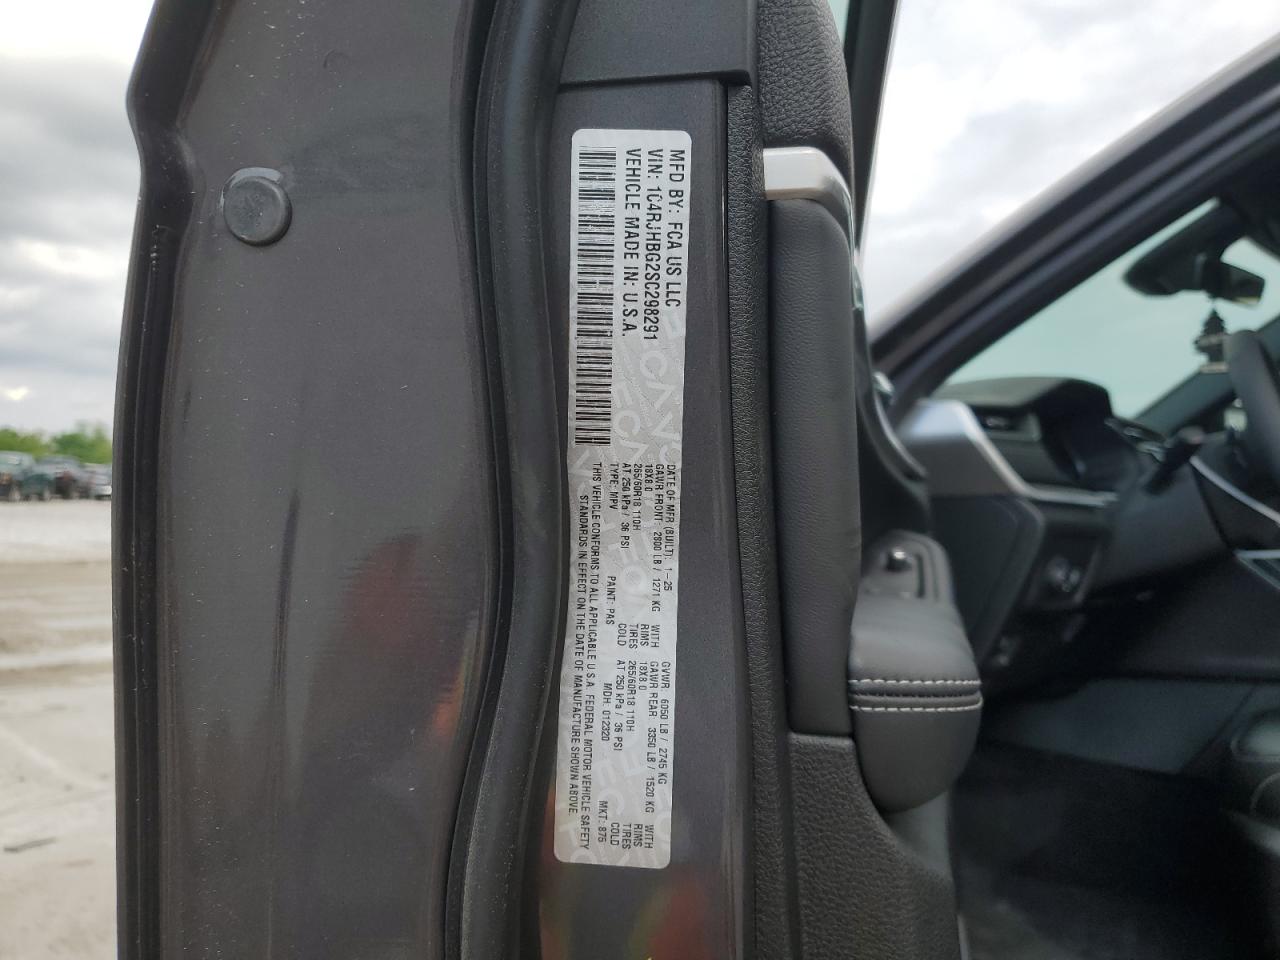 MFD BY: FCA US LLC
VIN: 1C4RJHBG2SC298291
VEHICLE MADE IN: U.S.A.
DATE OF MFR (BUILT): 1-25 GVWR: 6050 LB / 2745 KG
GAWR FRONT: 2800 LB / 1271 KG WITH GAWR REAR 3350 LB / 1520 KG WITH
18X8.0 RIMS 18X8.0 RIMS
265/60R18 110H TIRES 265/60R18 110H TIRES
AT 250 kPa / 36 PSI COLD AT 250 kPa / 36 PSI COLD
TYPE: MPV PAINT: PAS MDH: 012320 MKT: 876
THIS VEHICLE CONFORMS TO ALL APPLICABLE U.S.A. FEDERAL MOTOR VEHICLE SAFETY
STANDARDS IN EFFECT ON THE DATE OF MANUFACTURE SHOWN ABOVE.